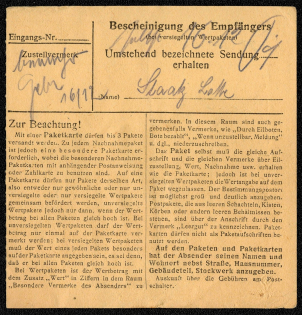 Eingangs-Nr.
Zustellvermerk
Bescheinigung des Empfängers
(bei versiegelten Wertpaketen)
Umstehend bezeichnete Sendung
erhalten
(Name)
Zur Beachtung!
Mit einer Paketkarte dürfen bis 3 Pakete
versandt werden. Zu jedem Nachnahmepaket
ist jedoch eine besondere Paketkarte er-
forderlich, wobei die besonderen Nachnahme-
Paketkarten mit anhängender Postanweisung
oder Zahlkarte zu benutzen sind. Auf eine
Paketkarte dürfen nur Pakete derselben Art,
also entweder nur gewöhnliche oder nur un-
versiegelte oder nur versiegelte Wertpakete
gemeinsam befördert werden, unversiegelte
Wertpakete jedoch nur dann, wenn der Wert-
betrag bei allen Paketen gleich hoch ist. Bei
unversiegelten Wertpaketen darf der Wert-
betrag nur einmal auf der Paketkarte ver-
merkt werden; bei versiegelten Wertpaketen
muß der Wert eines jeden Pakets besonders
auf der Paketkarte angegeben sein, es sei denn,
daß er bei allen Paketen gleich hoch ist.
Bei Wertpaketen ist der Wertbetrag mit
dem Zusatz „Wert" in Ziffern in dem Raum
„Besondere Vermerke des Absenders" zu
vermerken. In diesem Raum sind auch ge-
gebenenfalls Vermerke, wie „Durch Eilboten,
Bote bezahlt", „Wenn unzustellbar, Meldung!"
u. dgl., niederzuschreiben.
Das Paket selbst muß die gleiche Auf-
schrift und die gleichen Vermerke über Eil-
zustellung, Wert, Nachnahme usw. erhalten
wie die Paketkarte; jedoch ist bei unver-
siegelten Wertpaketen die Wertangabe auf dem
Paket wegzulassen. Der Bestimmungspostort
ist möglichst groß und deutlich anzugeben.
Postpakete, die aus leeren Schachteln, Kisten,
Körben oder anderen leeren Behältnissen be-
stehen, sind über der Anschrift durch den
Vermerk „Leergut" zu kennzeichnen. Paket-
karten dürfen nicht als Paketaufschriften be-
nutzt werden.
Auf den Paketen und Paketkarten
hat der Absender seinen Namen und
Wohnort nebst Straße, Hausnummer,
Gebäudeteil, Stockwerk anzugeben.
Auskunft über die Gebühren am Post-
schalter.